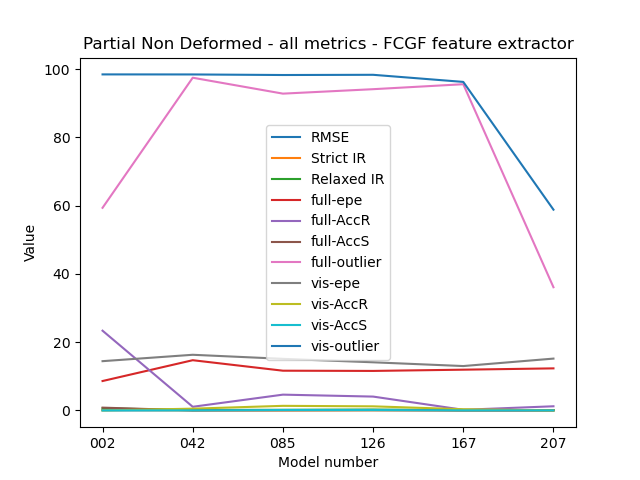 Partial Non Deformed - all metrics - FCGF feature extractor
100
80
60
40
20
0
Value
RMSE
Strict IR
Relaxed IR
full-epe
full-AccR
full-AccS
full-outlier
vis-epe
vis-AccR
vis-AccS
vis-outlier
002 042 085 126 167 207
Model number